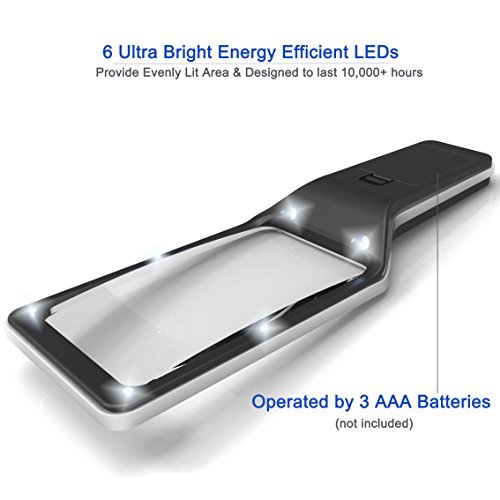 6 Ultra Bright Energy Efficient LEDs
Provide Evenly Lit Area & Designed to last 10,000+ hours
Operated by 3 AAA Batteries
(not included)